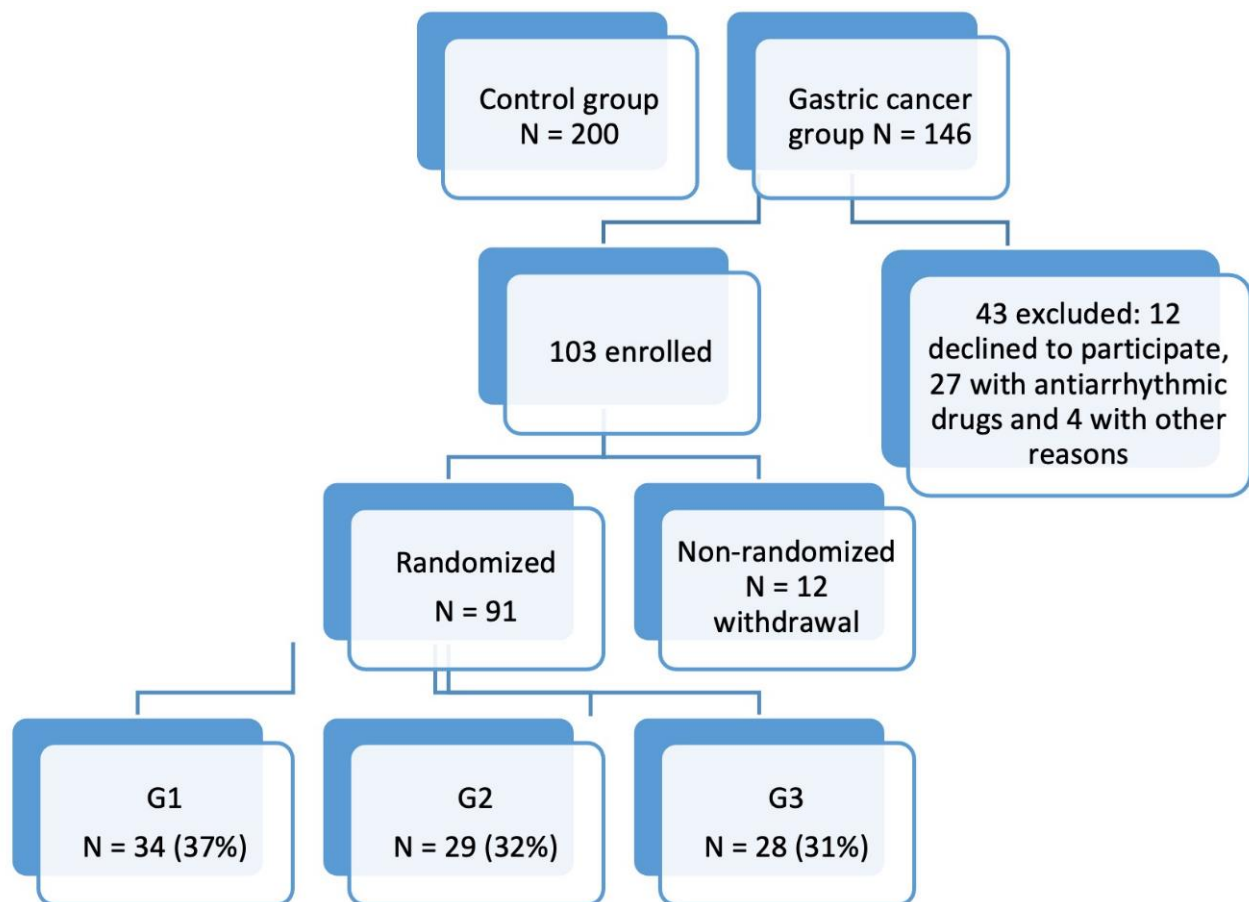 Control group
N = 200
Gastric cancer
group N = 146
103 enrolled
43 excluded: 12
declined to participate,
27 with antiarrhythmic
drugs and 4 with other
reasons
Randomized
N = 91
Non-randomized
N = 12
withdrawal
G1
N = 34 (37%)
G2
N = 29 (32%)
G3
N = 28 (31%)